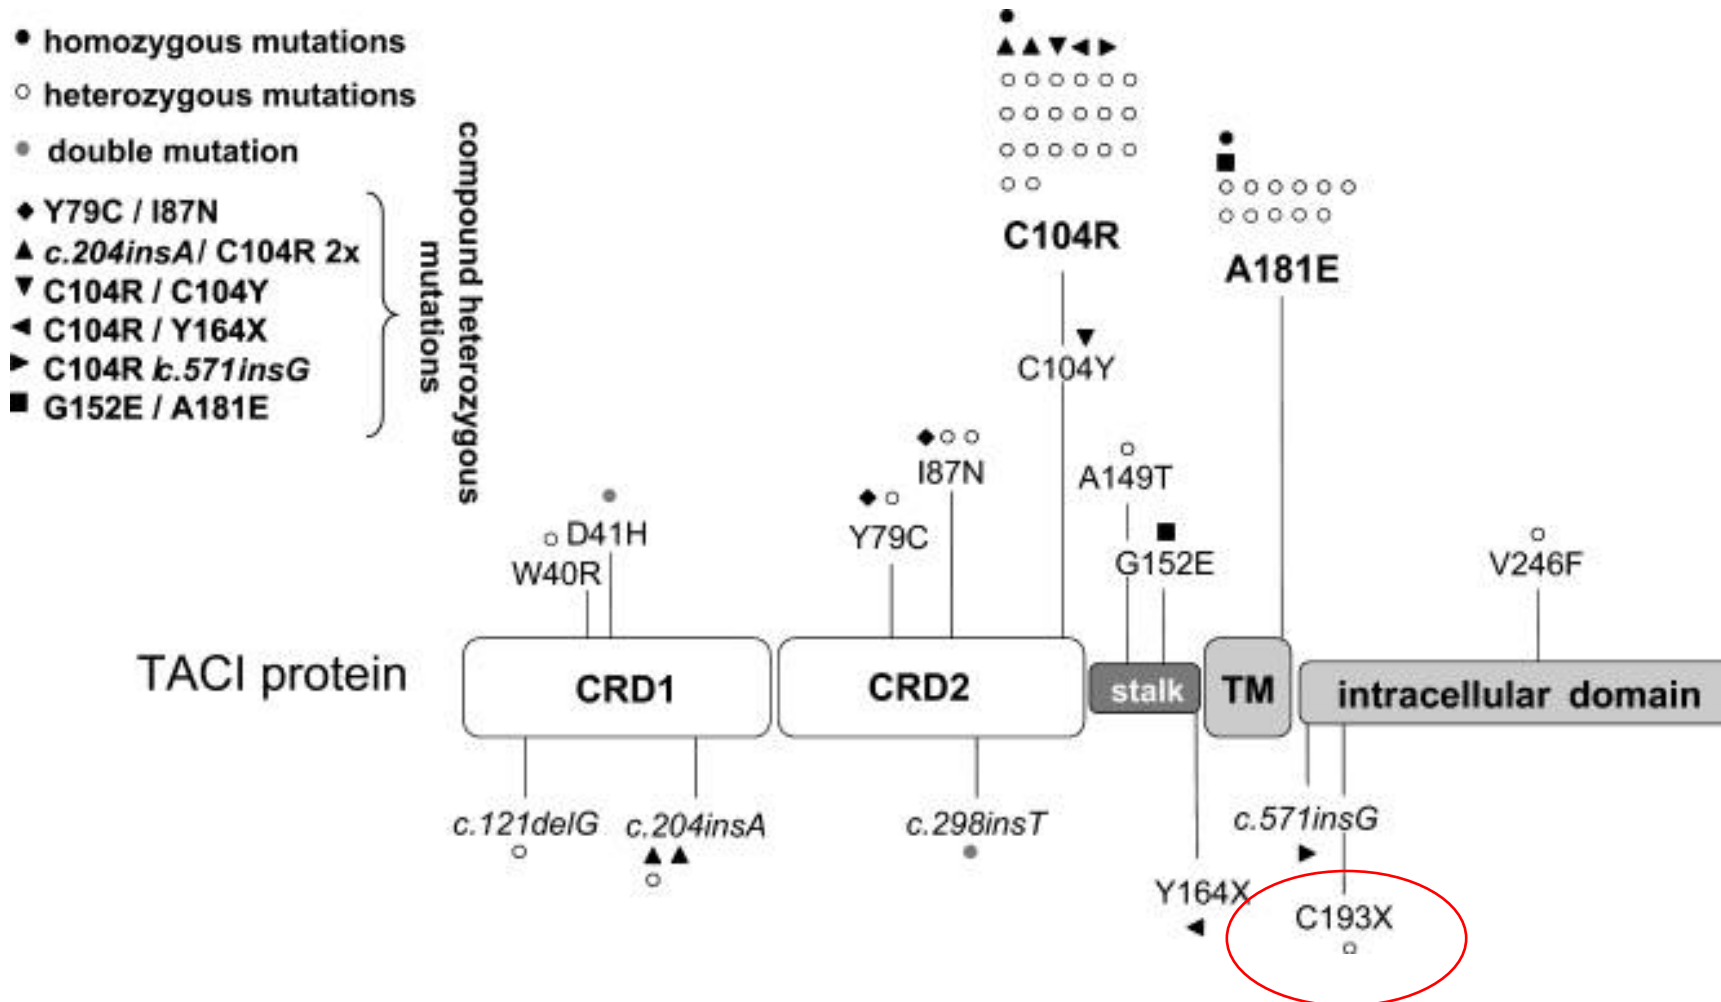 homozygous mutations
heterozygous mutations
double mutation
Y79C / I87N
c.204insA / C104R 2x
C104R / C104Y
C104R / Y164X
C104R /c.571insG
G152E / A181E
compound heterozygous
mutations
C104R
A181E
C104Y
I87N
A149T
Y79C
D41H
W40R
G152E
V246F
TACI protein
CRD1
CRD2
stalk
TM
intracellular domain
c.121delG
c.204insA
c.298insT
c.571insG
Y164X
C193X